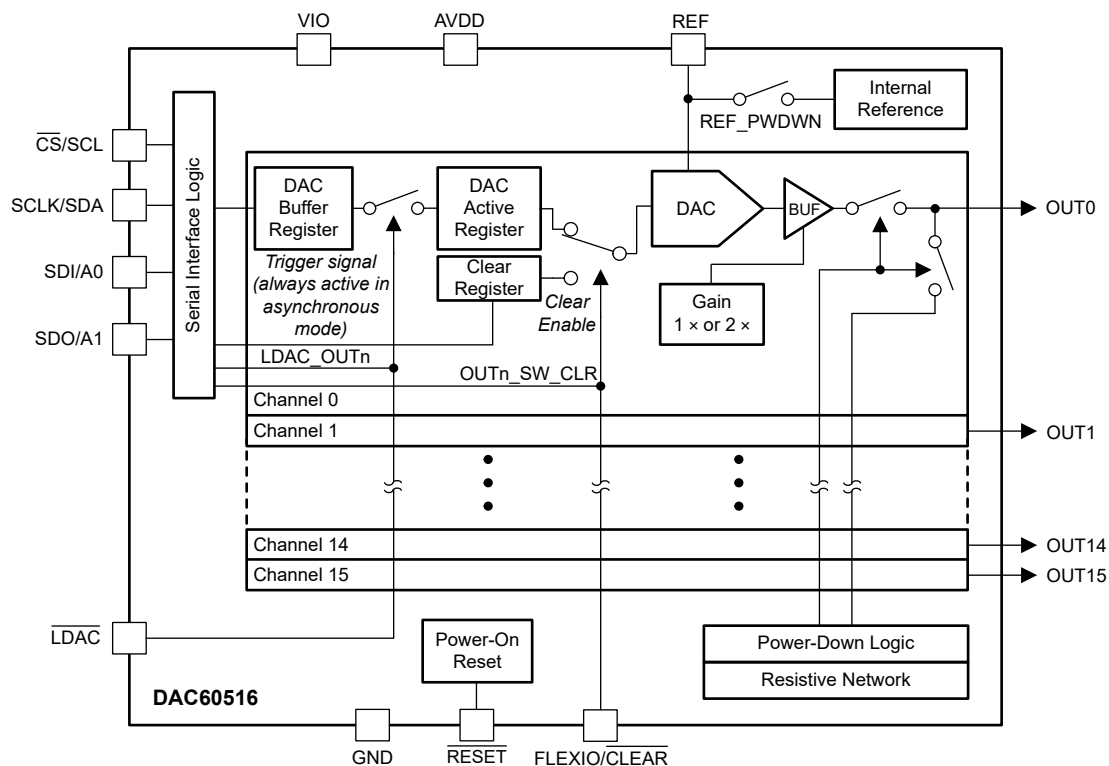 VIO
AVDD
REF
Internal
Reference
REF_PWDWN
CS/SCL
SCLK/SDA
SDI/A0
SDO/A1
Serial Interface Logic
DAC
Buffer
Register
Trigger signal
(always active in
asynchronous
mode)
DAC
Active
Register
Clear
Register
Clear
Enable
DAC
BUF
Gain
1 × or 2 ×
OUT0
LDAC_OUTn
OUTn_SW_CLR
Channel 0
Channel 1
OUT1
Channel 14
OUT14
Channel 15
OUT15
LDAC
Power-On
Reset
Power-Down Logic
Resistive Network
DAC60516
GND
RESET
FLEXIO/CLEAR